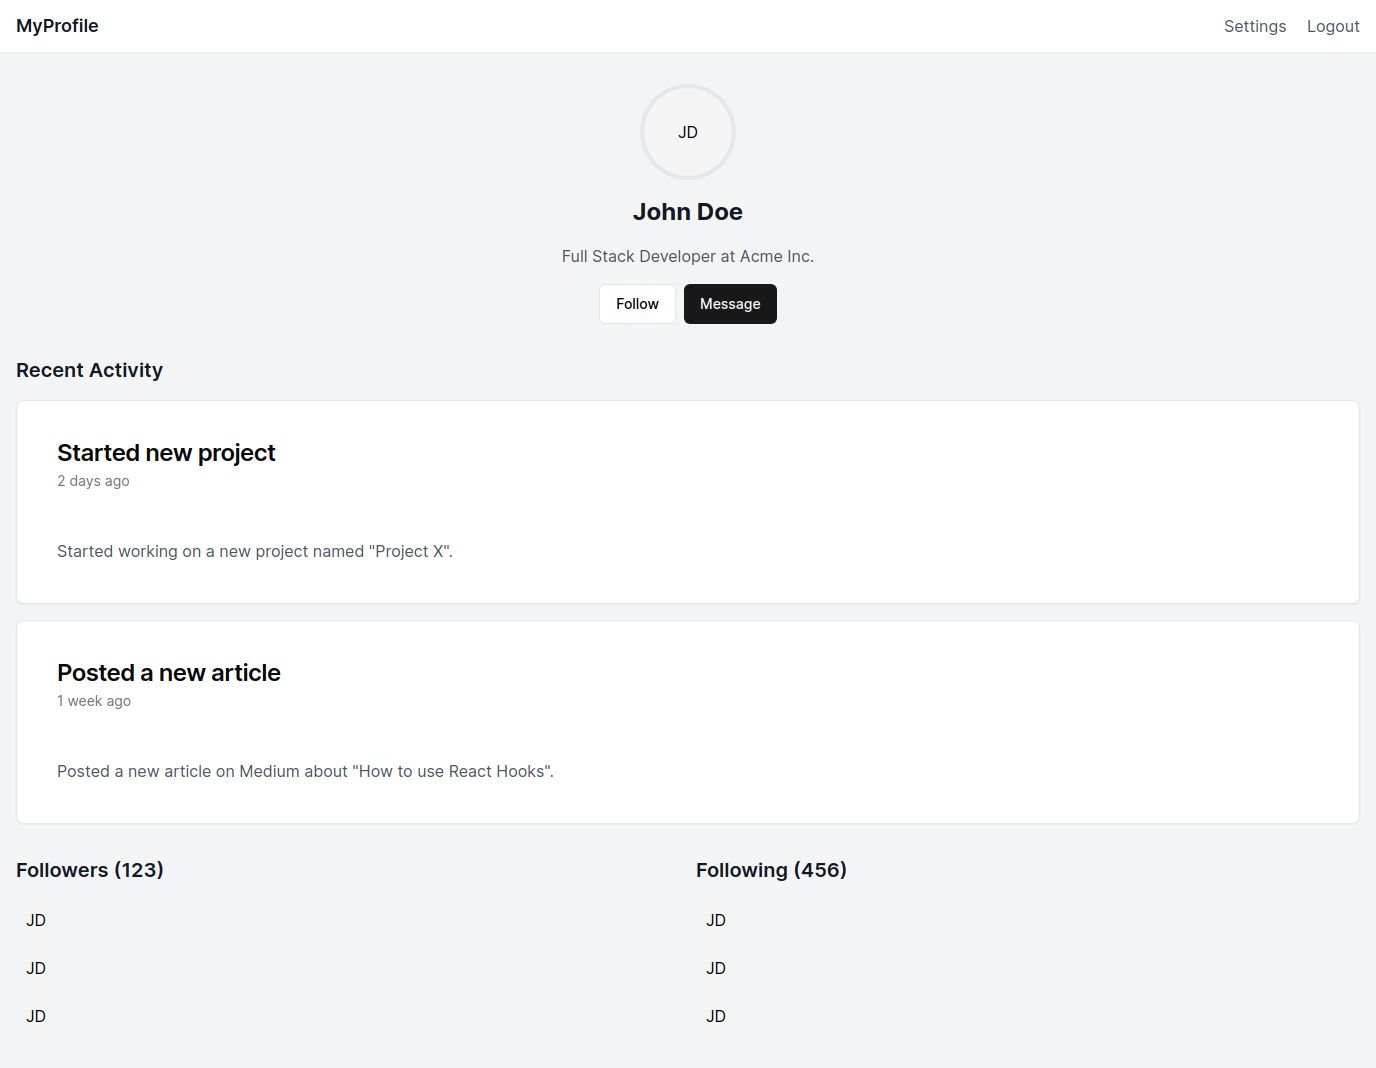 MyProfile
Settings Logout
JD
John Doe
Full Stack Developer at Acme Inc.
Follow Message
Recent Activity
Started new project
2 days ago
Started working on a new project named "Project X".
Posted a new article
1 week ago
Posted a new article on Medium about "How to use React Hooks".
Followers (123)
JD
JD
JD
Following (456)
JD
JD
JD